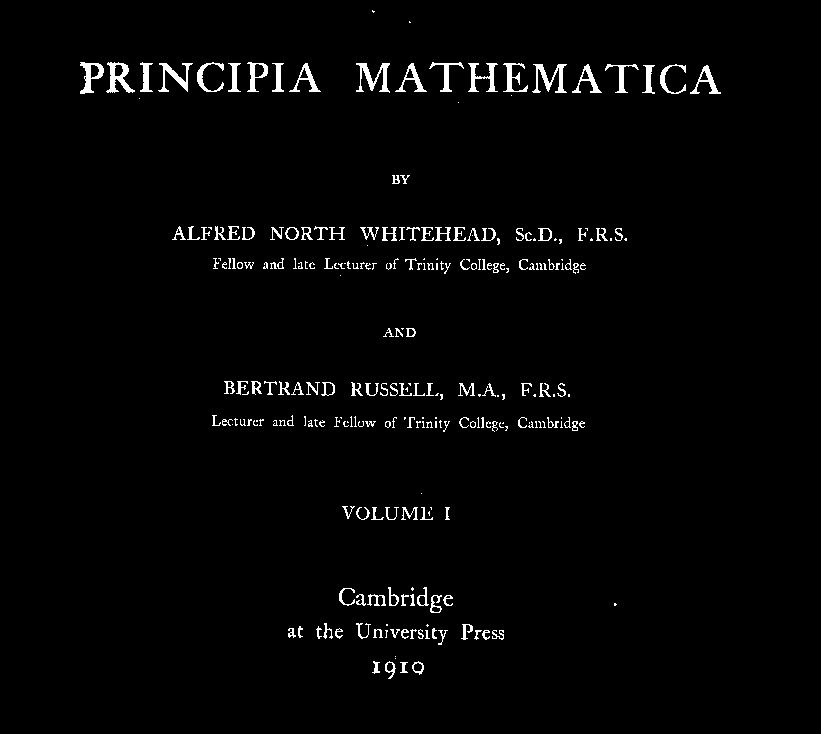 PRINCIPIA MATHEMATICA
BY
ALFRED NORTH WHITEHEAD, Sc.D., F.R.S.
Fellow and late Lecturer of Trinity College, Cambridge
AND
BERTRAND RUSSELL, M.A., F.R.S.
Lecturer and late Fellow of Trinity College, Cambridge
VOLUME I
Cambridge
at the University Press
1910